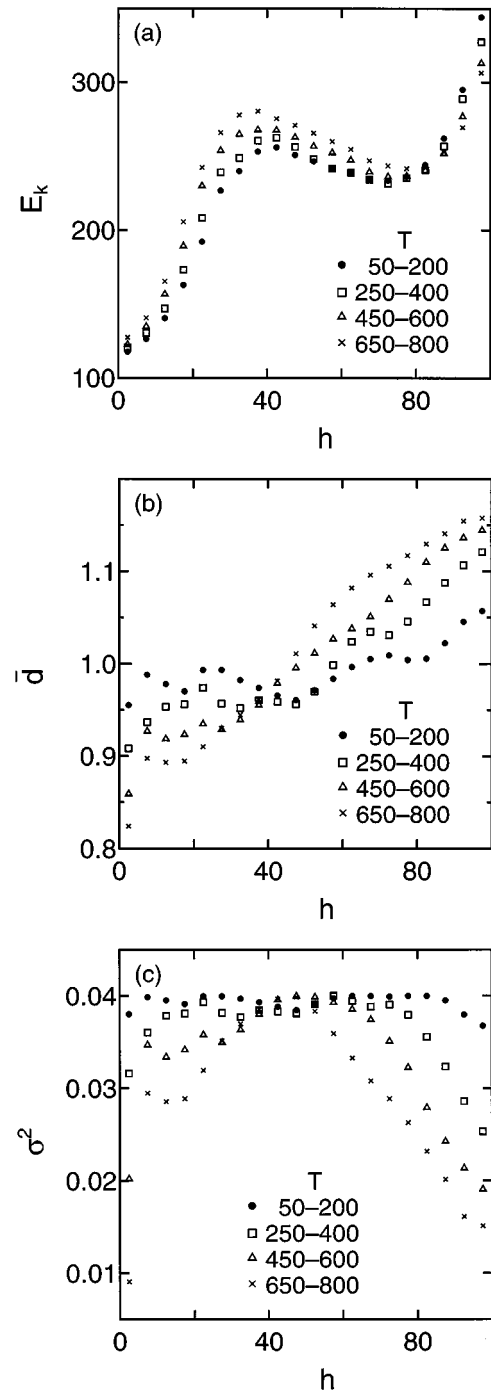 (a)
300
200
100
E_k
T
● 50–200
□ 250–400
△ 450–600
× 650–800
0 40 80
h
(b)
1.1
1.0
0.9
0.8
d̄
T
● 50–200
□ 250–400
△ 450–600
× 650–800
0 40 80
h
(c)
0.04
0.03
0.02
0.01
σ²
T
● 50–200
□ 250–400
△ 450–600
× 650–800
0 40 80
h